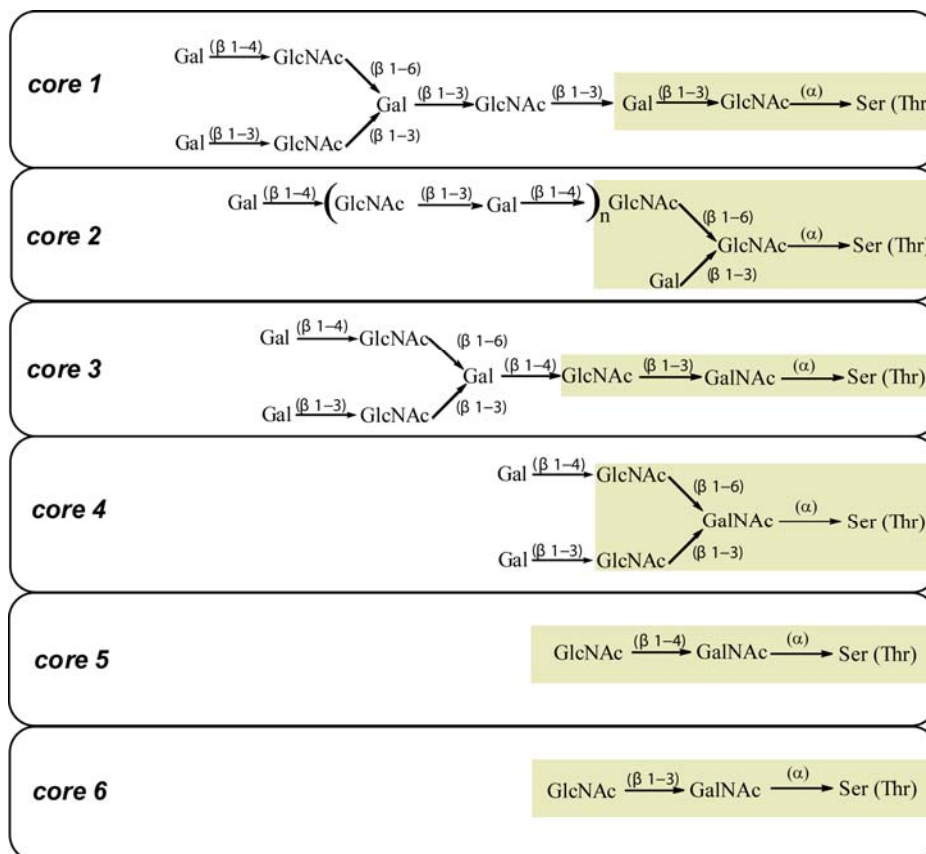 core 1
Gal (β 1–4) GlcNAc (β 1–6)
Gal (β 1–3) GlcNAc (β 1–3) Gal (β 1–3) GlcNAc (α) Ser (Thr)
Gal (β 1–3) GlcNAc (β 1–3)
core 2
Gal (β 1–4) ( GlcNAc (β 1–3) Gal (β 1–4) )n GlcNAc (β 1–6)
GlcNAc (α) Ser (Thr)
Gal (β 1–3)
core 3
Gal (β 1–4) GlcNAc (β 1–6)
Gal (β 1–4) GlcNAc (β 1–3) GalNAc (α) Ser (Thr)
Gal (β 1–3) GlcNAc (β 1–3)
core 4
Gal (β 1–4) GlcNAc (β 1–6)
GalNAc (α) Ser (Thr)
Gal (β 1–3) GlcNAc (β 1–3)
core 5
GlcNAc (β 1–4) GalNAc (α) Ser (Thr)
core 6
GlcNAc (β 1–3) GalNAc (α) Ser (Thr)